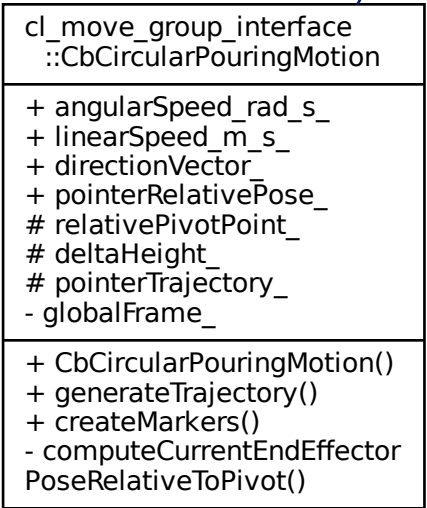 cl_move_group_interface
::CbCircularPouringMotion
+ angularSpeed_rad_s_
+ linearSpeed_m_s_
+ directionVector_
+ pointerRelativePose_
# relativePivotPoint_
# deltaHeight_
# pointerTrajectory_
- globalFrame_
+ CbCircularPouringMotion()
+ generateTrajectory()
+ createMarkers()
- computeCurrentEndEffector
PoseRelativeToPivot()